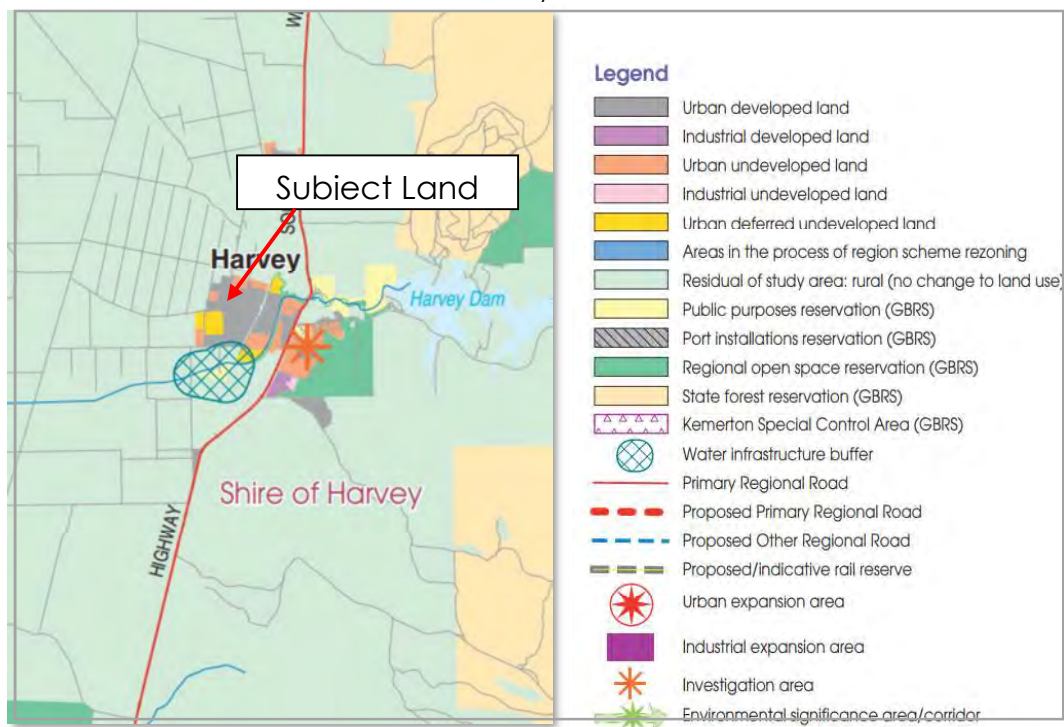 Subject Land
Harvey
Harvey Dam
Shire of Harvey
HIGHWAY
Legend
Urban developed land
Industrial developed land
Urban undeveloped land
Industrial undeveloped land
Urban deferred undeveloped land
Areas in the process of region scheme rezoning
Residual of study area: rural (no change to land use)
Public purposes reservation (GBRS)
Port installations reservation (GBRS)
Regional open space reservation (GBRS)
State forest reservation (GBRS)
Kemerton Special Control Area (GBRS)
Water infrastructure buffer
Primary Regional Road
Proposed Primary Regional Road
Proposed Other Regional Road
Proposed/indicative rail reserve
Urban expansion area
Industrial expansion area
Investigation area
Environmental significance area/corridor